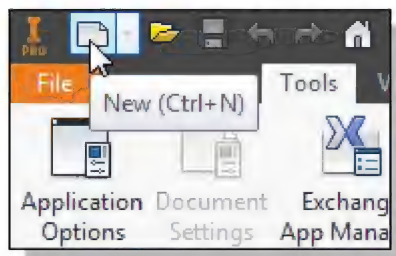 PRO
File
Tools V
New (Ctrl+N)
Application Document Exchang
Options Settings App Mana